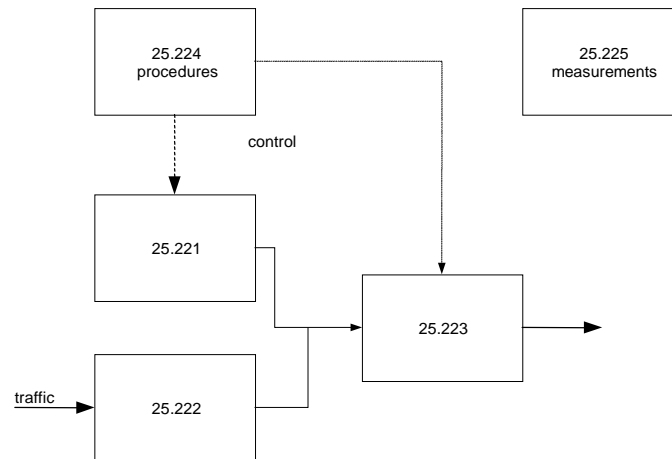 25.224
procedures
25.225
measurements
control
25.221
25.223
traffic
25.222